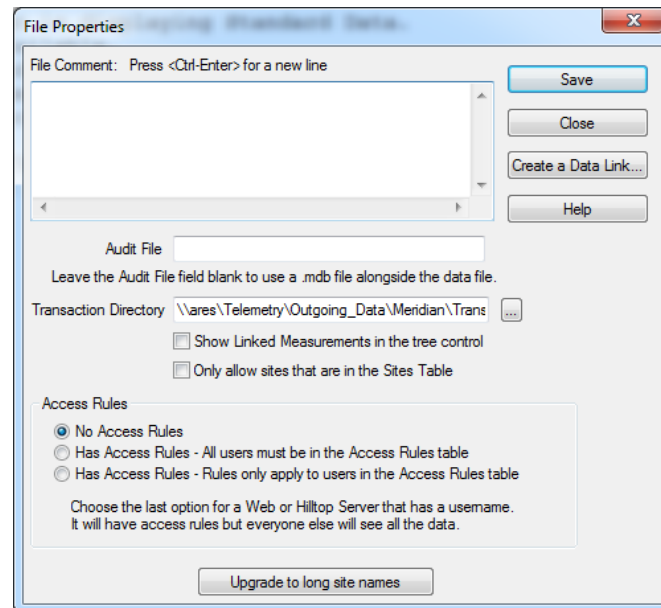 Displaying Standard Data.
File Properties
File Comment: Press <Ctrl-Enter> for a new line
Save
Close
Create a Data Link...
Help
Audit File
Leave the Audit File field blank to use a .mdb file alongside the data file.
Transaction Directory \\ares\Telemetry\Outgoing_Data\Meridian\Trans ...
Show Linked Measurements in the tree control
Only allow sites that are in the Sites Table
Access Rules
No Access Rules
Has Access Rules - All users must be in the Access Rules table
Has Access Rules - Rules only apply to users in the Access Rules table
Choose the last option for a Web or Hilltop Server that has a username.
It will have access rules but everyone else will see all the data.
Upgrade to long site names